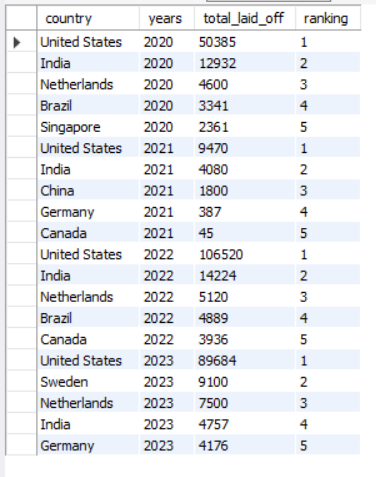 country years total_laid_off ranking
United States 2020 50385 1
India 2020 12932 2
Netherlands 2020 4600 3
Brazil 2020 3341 4
Singapore 2020 2361 5
United States 2021 9470 1
India 2021 4080 2
China 2021 1800 3
Germany 2021 387 4
Canada 2021 45 5
United States 2022 106520 1
India 2022 14224 2
Netherlands 2022 5120 3
Brazil 2022 4889 4
Canada 2022 3936 5
United States 2023 89684 1
Sweden 2023 9100 2
Netherlands 2023 7500 3
India 2023 4757 4
Germany 2023 4176 5